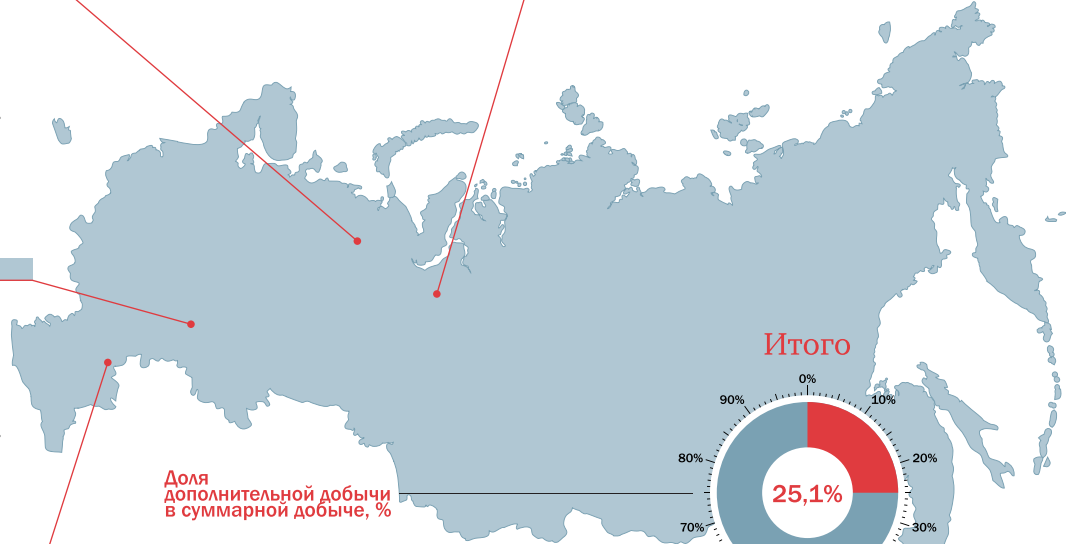 Итого
0%
90%
10%
80%
20%
Доля
дополнительной добычи
в суммарной добыче, %
25,1%
70%
30%